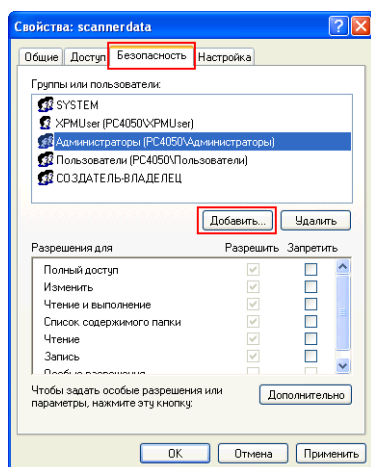 Свойства: scannerdata
Общие Доступ Безопасность Настройка
Группы или пользователи:
SYSTEM
XPMUser (PC4050\XPMUser)
Администраторы (PC4050\Администраторы)
Пользователи (PC4050\Пользователи)
СОЗДАТЕЛЬ-ВЛАДЕЛЕЦ
Добавить... Удалить
Разрешения для Разрешить Запретить
Полный доступ
Изменить
Чтение и выполнение
Список содержимого папки
Чтение
Запись
Особые разрешения
Чтобы задать особые разрешения или
параметры, нажмите эту кнопку:
Дополнительно
OK Отмена Применить